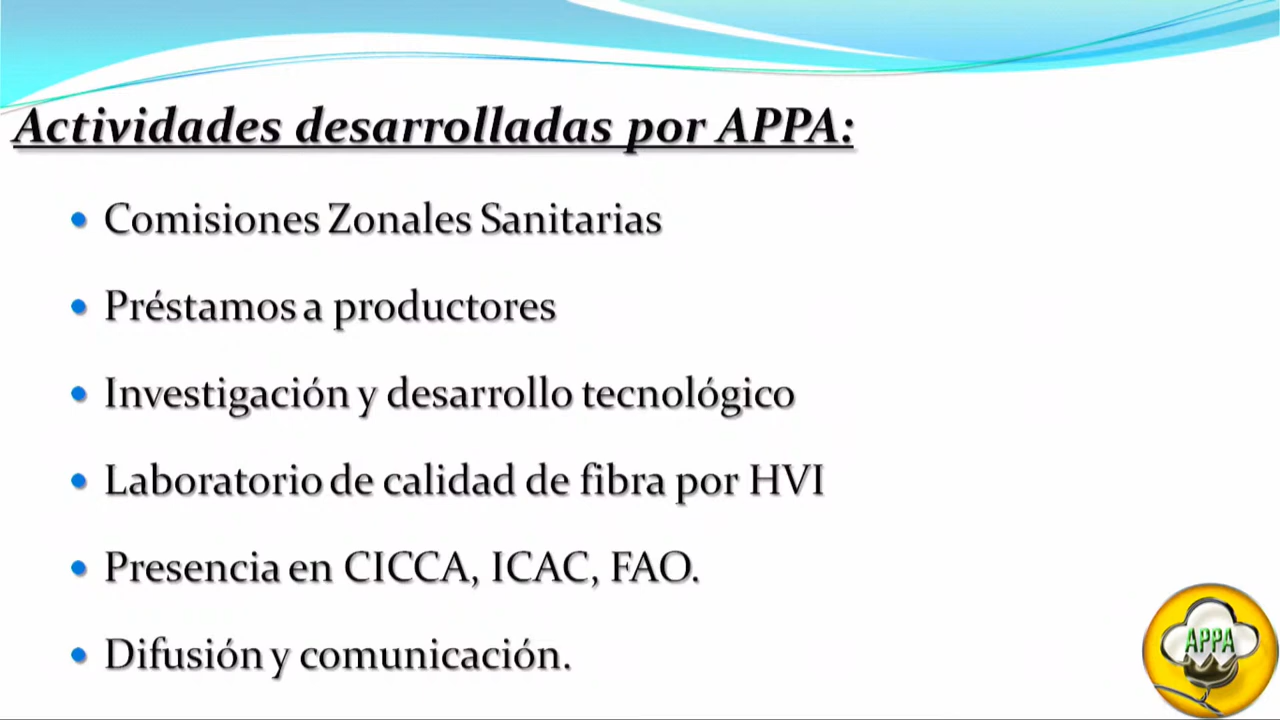 Actividades desarrolladas por APPA:
• Comisiones Zonales Sanitarias
• Préstamos a productores
• Investigación y desarrollo tecnológico
• Laboratorio de calidad de fibra por HVI
• Presencia en CICCA, ICAC, FAO.
• Difusión y comunicación.
APPA